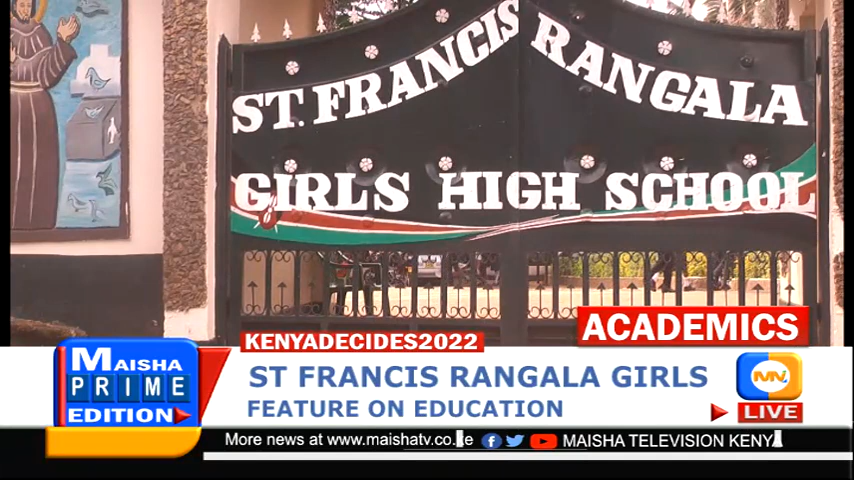 ST. FRANCIS RANGALA
GIRLS HIGH SCHOOL
ACADEMICS
KENYADECIDES2022
MAISHA
PRIME
EDITION
ST FRANCIS RANGALA GIRLS
FEATURE ON EDUCATION
MN
LIVE
More news at www.maishatv.co.ke
MAISHA TELEVISION KENYA